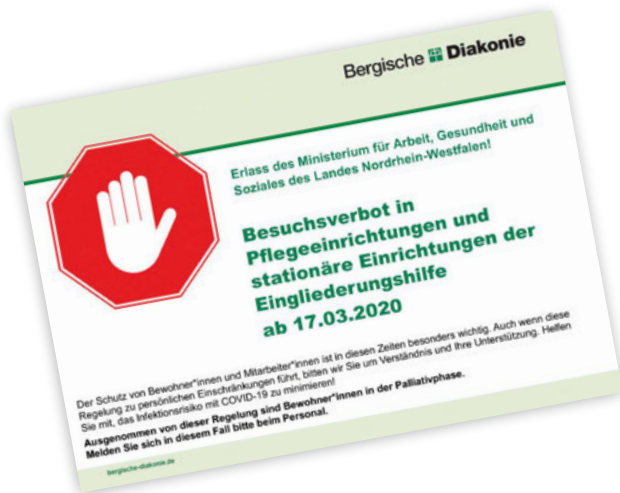 Bergische Diakonie
Erlass des Ministerium für Arbeit, Gesundheit und
Soziales des Landes Nordrhein-Westfalen!
Besuchsverbot in
Pflegeeinrichtungen und
stationäre Einrichtungen der
Eingliederungshilfe
ab 17.03.2020
Der Schutz von Bewohner*innen und Mitarbeiter*innen ist in diesen Zeiten besonders wichtig. Auch wenn diese
Regelung zu persönlichen Einschränkungen führt, bitten wir Sie um Verständnis und Ihre Unterstützung. Helfen
Sie mit, das Infektionsrisiko mit COVID-19 zu minimieren!
Ausgenommen von dieser Regelung sind Bewohner*innen in der Palliativphase.
Melden Sie sich in diesem Fall bitte beim Personal.
bergische-diakonie.de